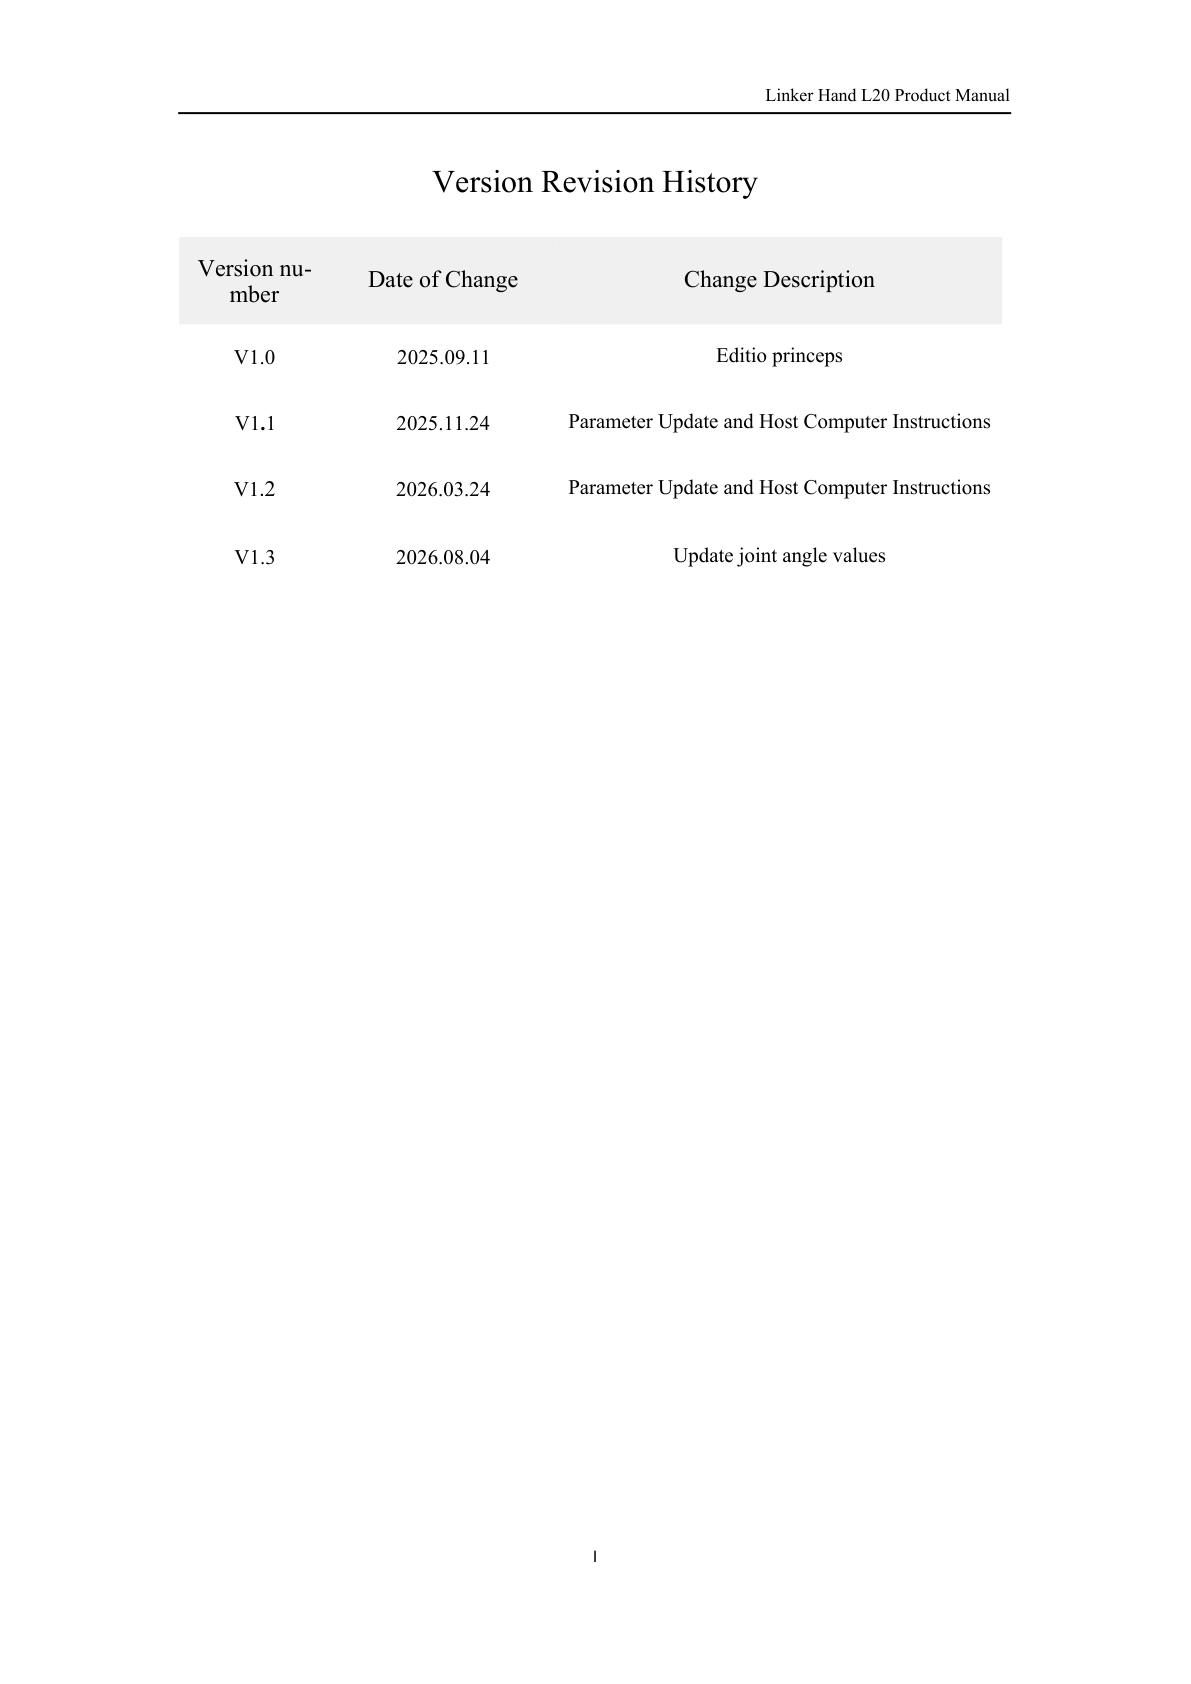 Linker Hand L20 Product Manual
Version Revision History
Version nu-
mber
Date of Change
Change Description
V1.0 2025.09.11 Editio princeps
V1.1 2025.11.24 Parameter Update and Host Computer Instructions
V1.2 2026.03.24 Parameter Update and Host Computer Instructions
V1.3 2026.08.04 Update joint angle values
I